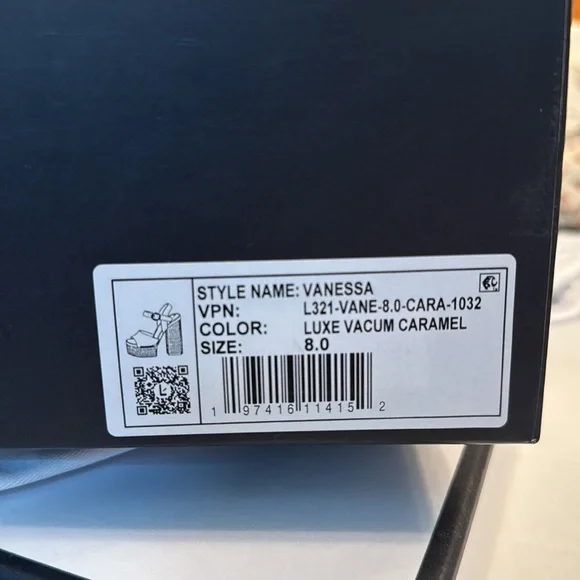 STYLE NAME: VANESSA
VPN: L321-VANE-8.0-CARA-1032
COLOR: LUXE VACUM CARAMEL
SIZE: 8.0
1 97416 11415 2